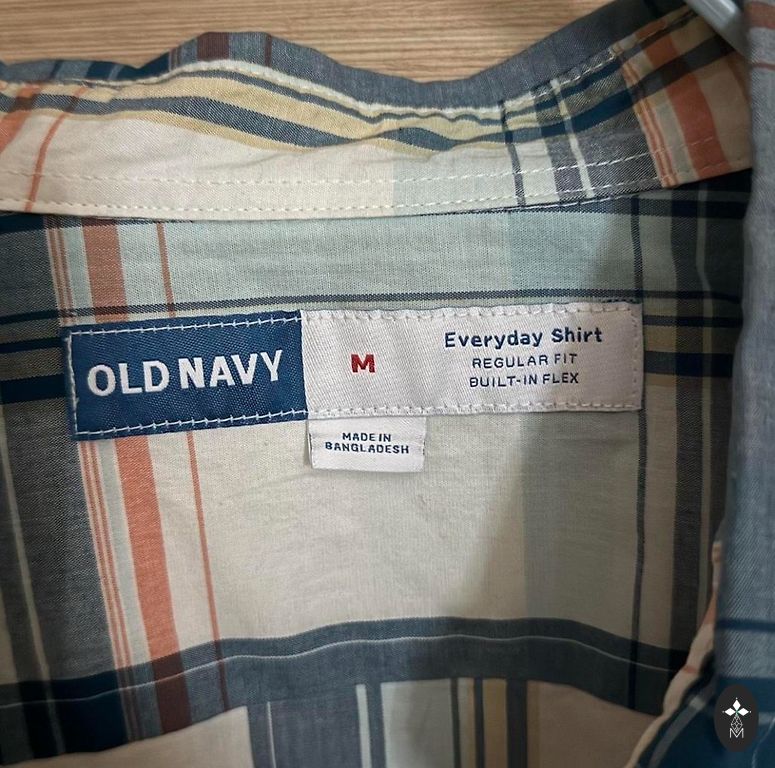 OLD NAVY
M
Everyday Shirt
REGULAR FIT
BUILT-IN FLEX
MADE IN
BANGLADESH
M